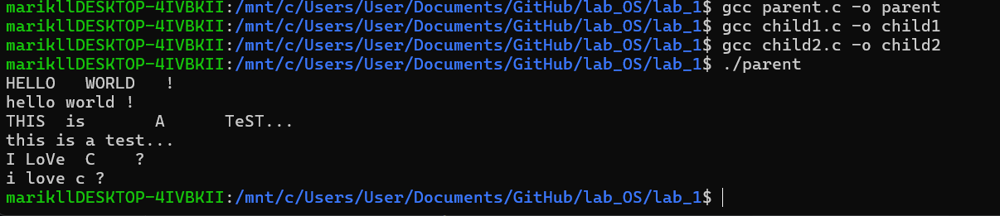 marikllDESKTOP-4IVBKII:/mnt/c/Users/User/Documents/GitHub/lab_OS/lab_1$ gcc parent.c -o parent
marikllDESKTOP-4IVBKII:/mnt/c/Users/User/Documents/GitHub/lab_OS/lab_1$ gcc child1.c -o child1
marikllDESKTOP-4IVBKII:/mnt/c/Users/User/Documents/GitHub/lab_OS/lab_1$ gcc child2.c -o child2
marikllDESKTOP-4IVBKII:/mnt/c/Users/User/Documents/GitHub/lab_OS/lab_1$ ./parent
HELLO   WORLD   !
hello world !
THIS  is       A      TeST...
this is a test...
I LoVe  C    ?
i love c ?
marikllDESKTOP-4IVBKII:/mnt/c/Users/User/Documents/GitHub/lab_OS/lab_1$